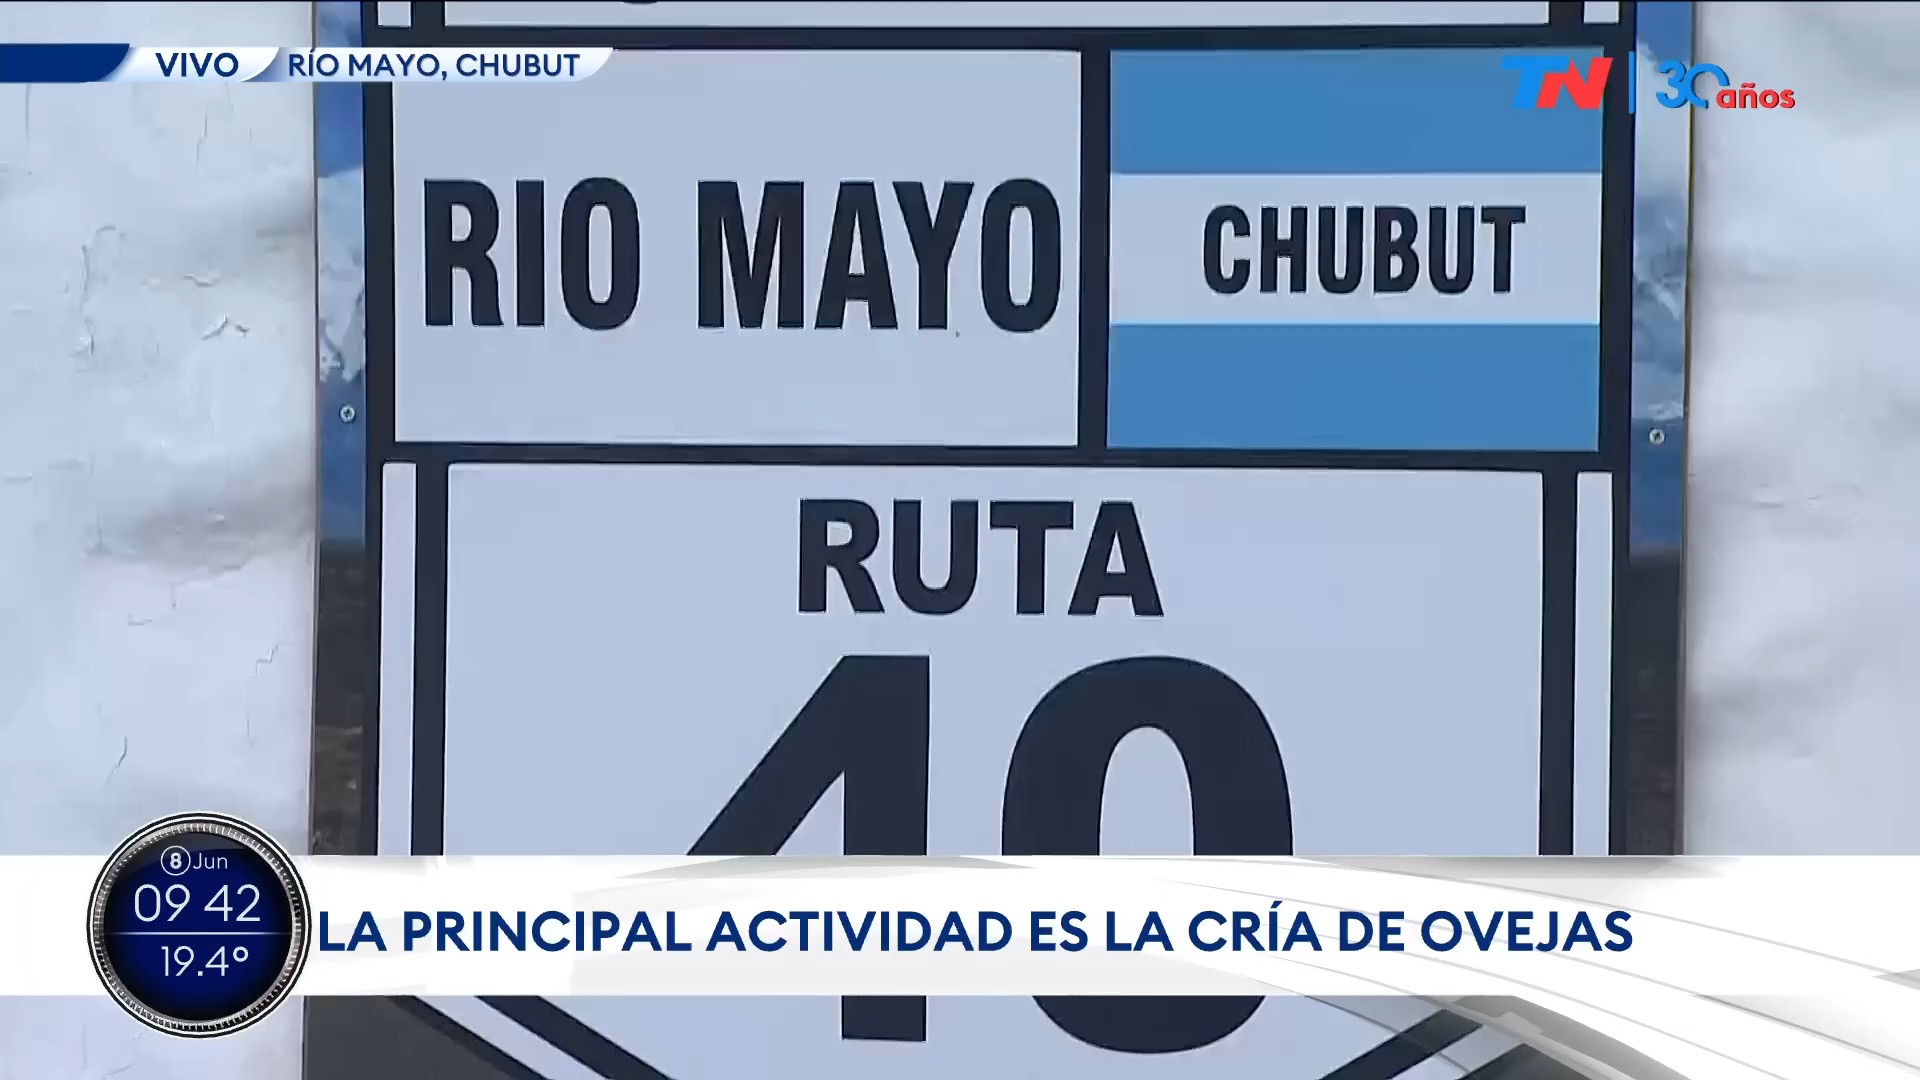 VIVO
RÍO MAYO, CHUBUT
TN 30 años
RIO MAYO
CHUBUT
RUTA
40
8 Jun
09 42
19.4°
LA PRINCIPAL ACTIVIDAD ES LA CRÍA DE OVEJAS